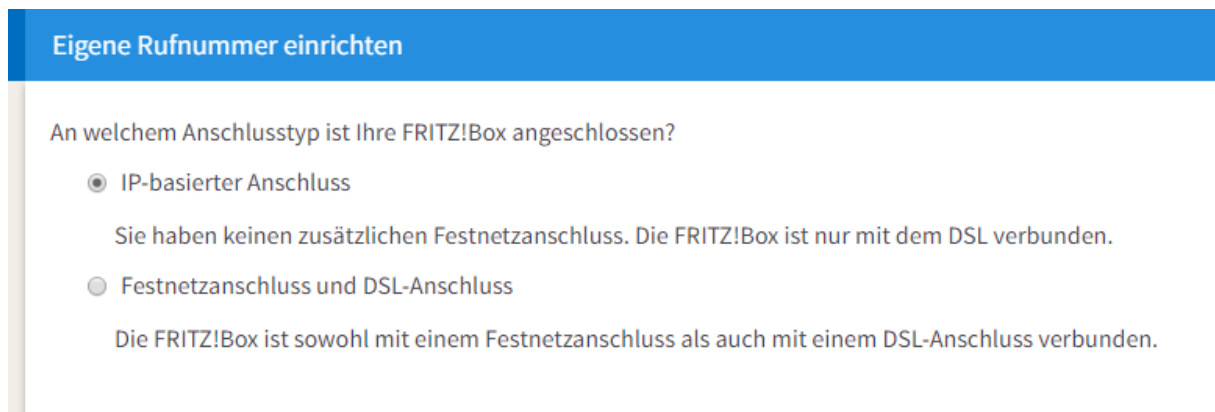 Eigene Rufnummer einrichten
An welchem Anschlusstyp ist Ihre FRITZ!Box angeschlossen?
IP-basierter Anschluss
Sie haben keinen zusätzlichen Festnetzanschluss. Die FRITZ!Box ist nur mit dem DSL verbunden.
Festnetzanschluss und DSL-Anschluss
Die FRITZ!Box ist sowohl mit einem Festnetzanschluss als auch mit einem DSL-Anschluss verbunden.